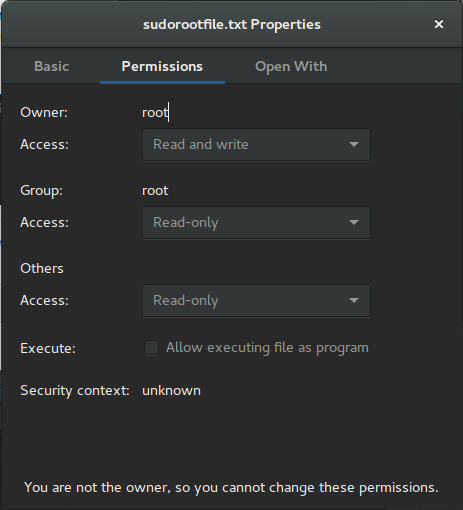 sudorootfile.txt Properties
Basic Permissions Open With
Owner: root
Access: Read and write
Group: root
Access: Read-only
Others
Access: Read-only
Execute: Allow executing file as program
Security context: unknown
You are not the owner, so you cannot change these permissions.